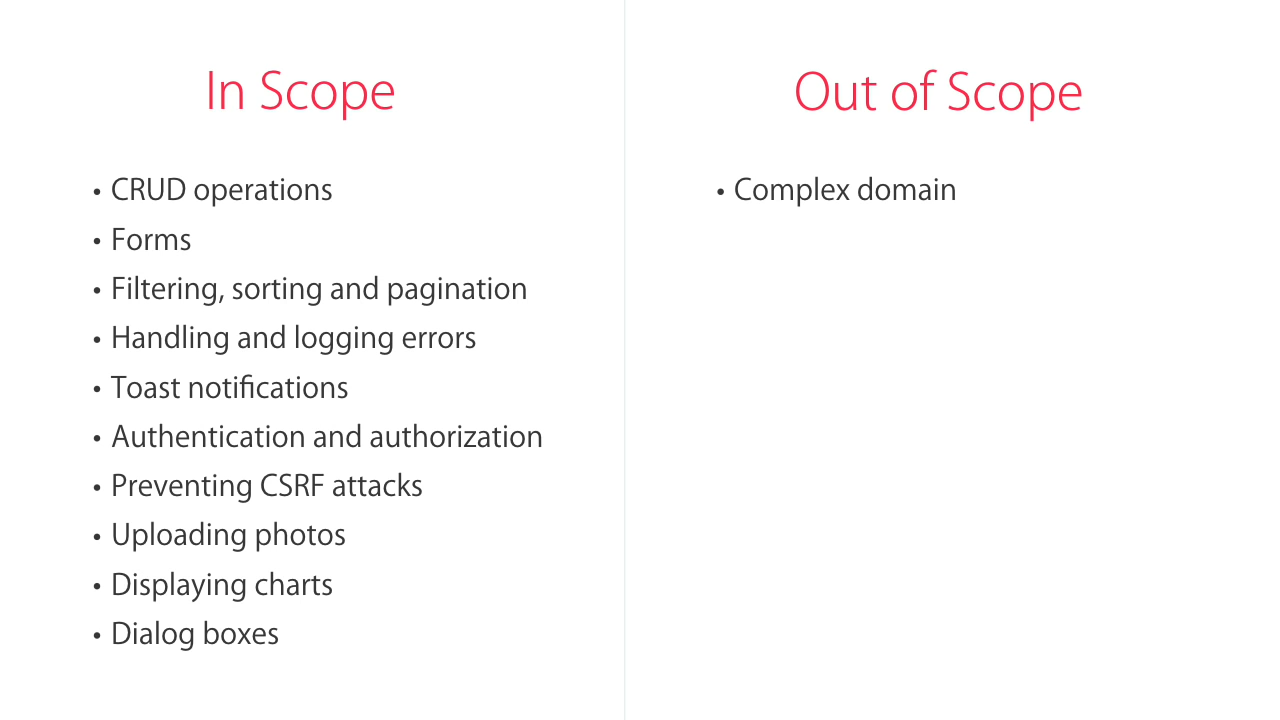 In Scope
• CRUD operations
• Forms
• Filtering, sorting and pagination
• Handling and logging errors
• Toast notifications
• Authentication and authorization
• Preventing CSRF attacks
• Uploading photos
• Displaying charts
• Dialog boxes
Out of Scope
• Complex domain